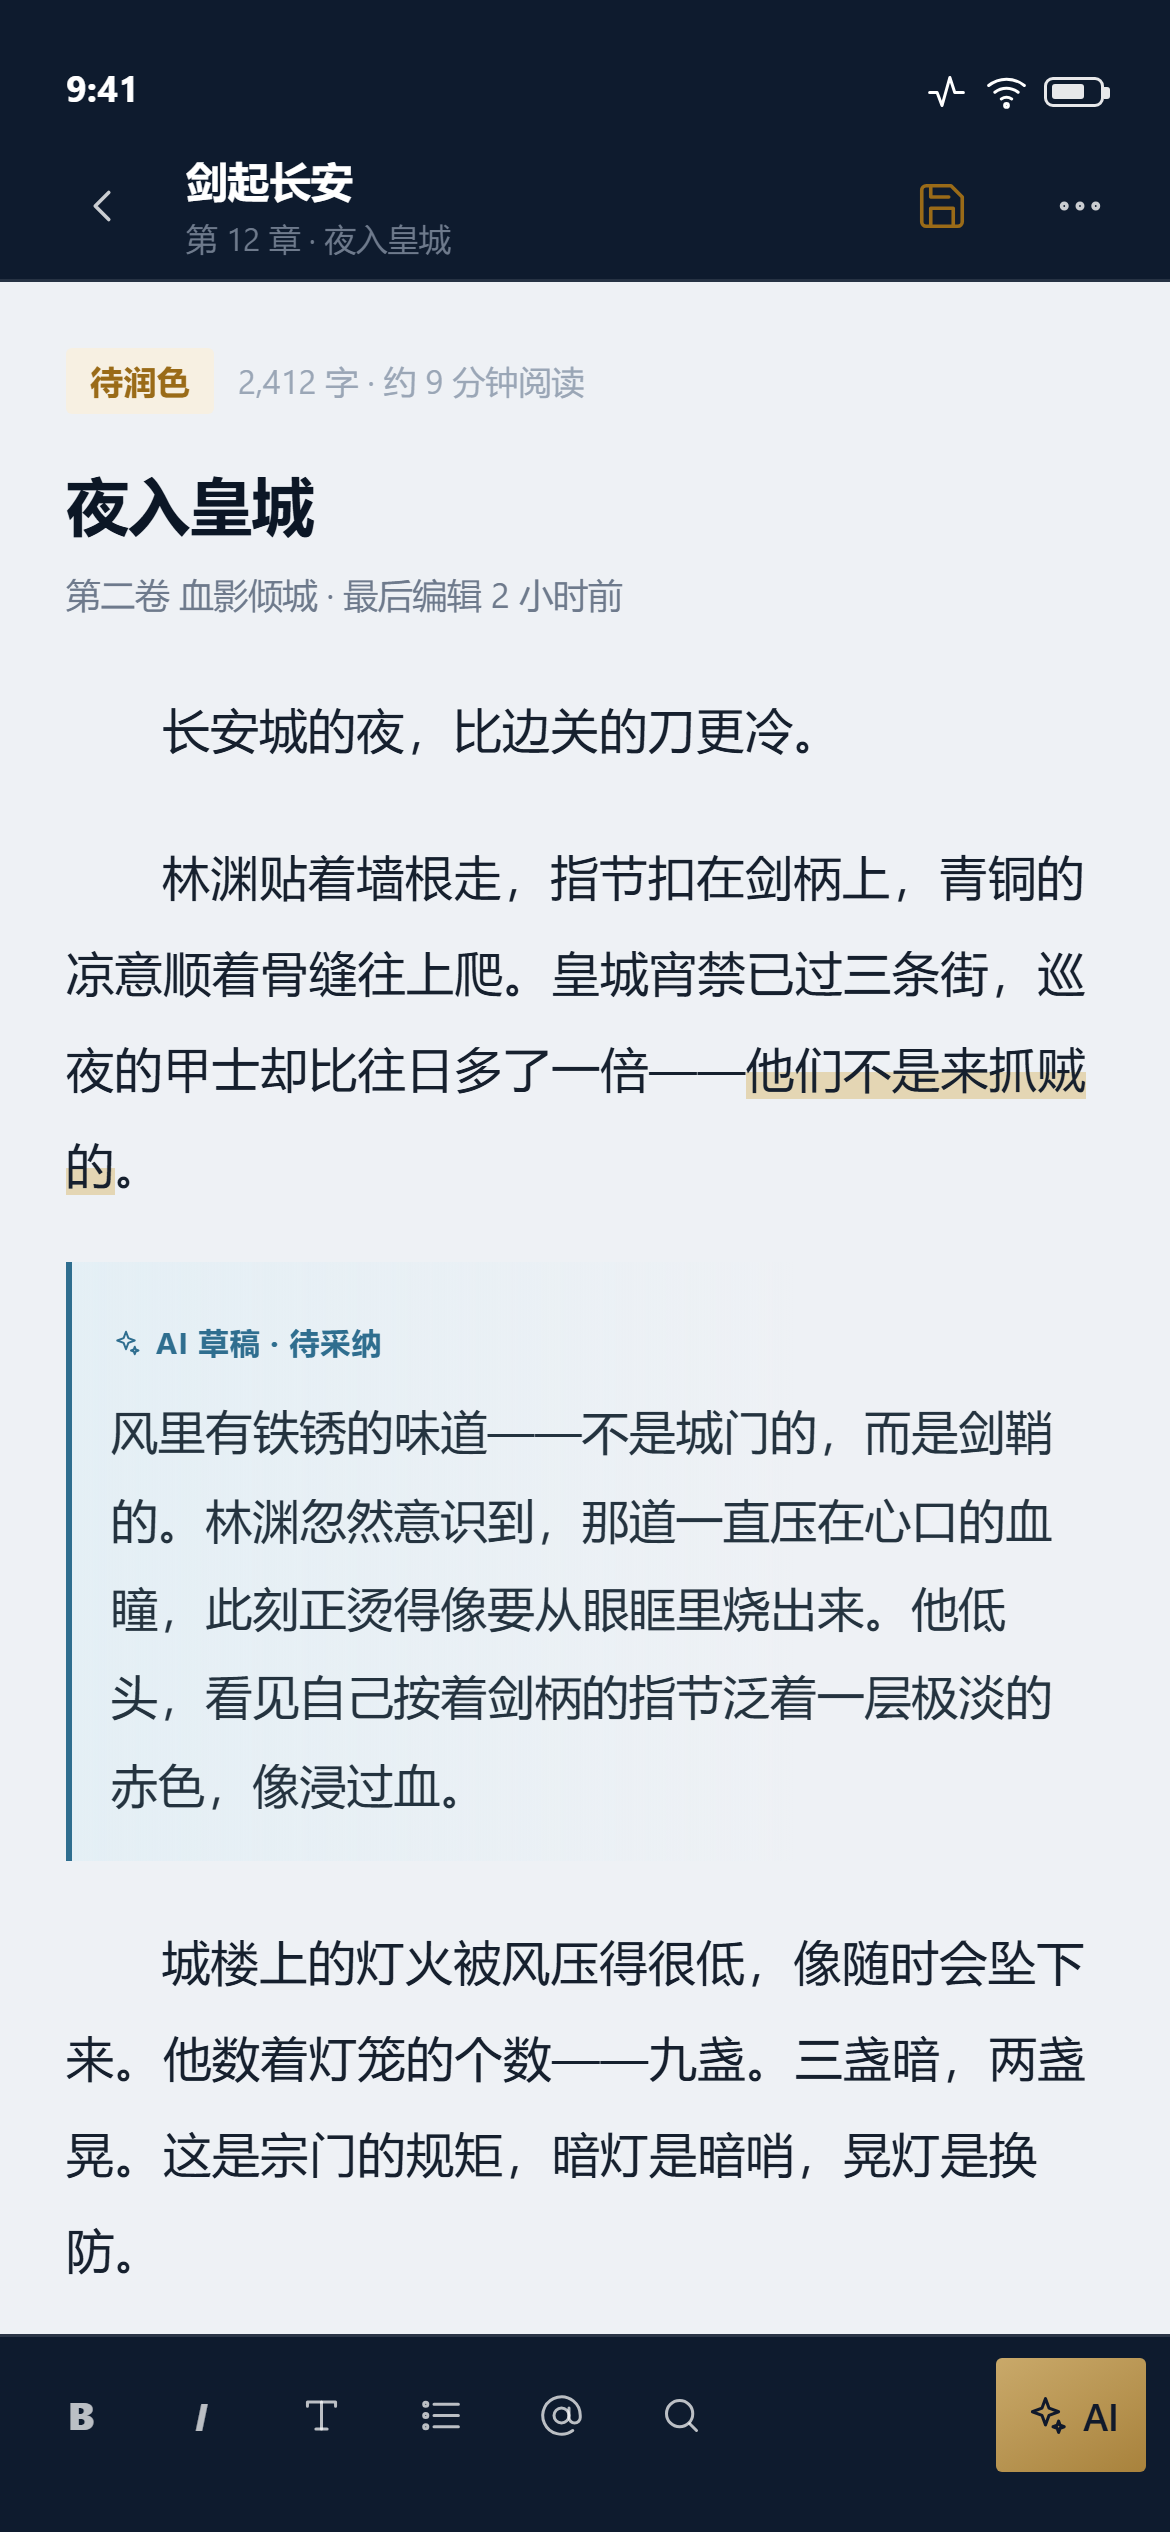 9:41
剑起长安
第 12 章 · 夜入皇城
待润色 2,412 字 · 约 9 分钟阅读
夜入皇城
第二卷 血影倾城 · 最后编辑 2 小时前
长安城的夜，比边关的刀更冷。
林渊贴着墙根走，指节扣在剑柄上，青铜的
凉意顺着骨缝往上爬。皇城宵禁已过三条街，巡
夜的甲士却比往日多了一倍——他们不是来抓贼
的。
AI 草稿 · 待采纳
风里有铁锈的味道——不是城门的，而是剑鞘
的。林渊忽然意识到，那道一直压在心口的血
瞳，此刻正烫得像要从眼眶里烧出来。他低
头，看见自己按着剑柄的指节泛着一层极淡的
赤色，像浸过血。
城楼上的灯火被风压得很低，像随时会坠下
来。他数着灯笼的个数——九盏。三盏暗，两盏
晃。这是宗门的规矩，暗灯是暗哨，晃灯是换
防。
B I T @ AI